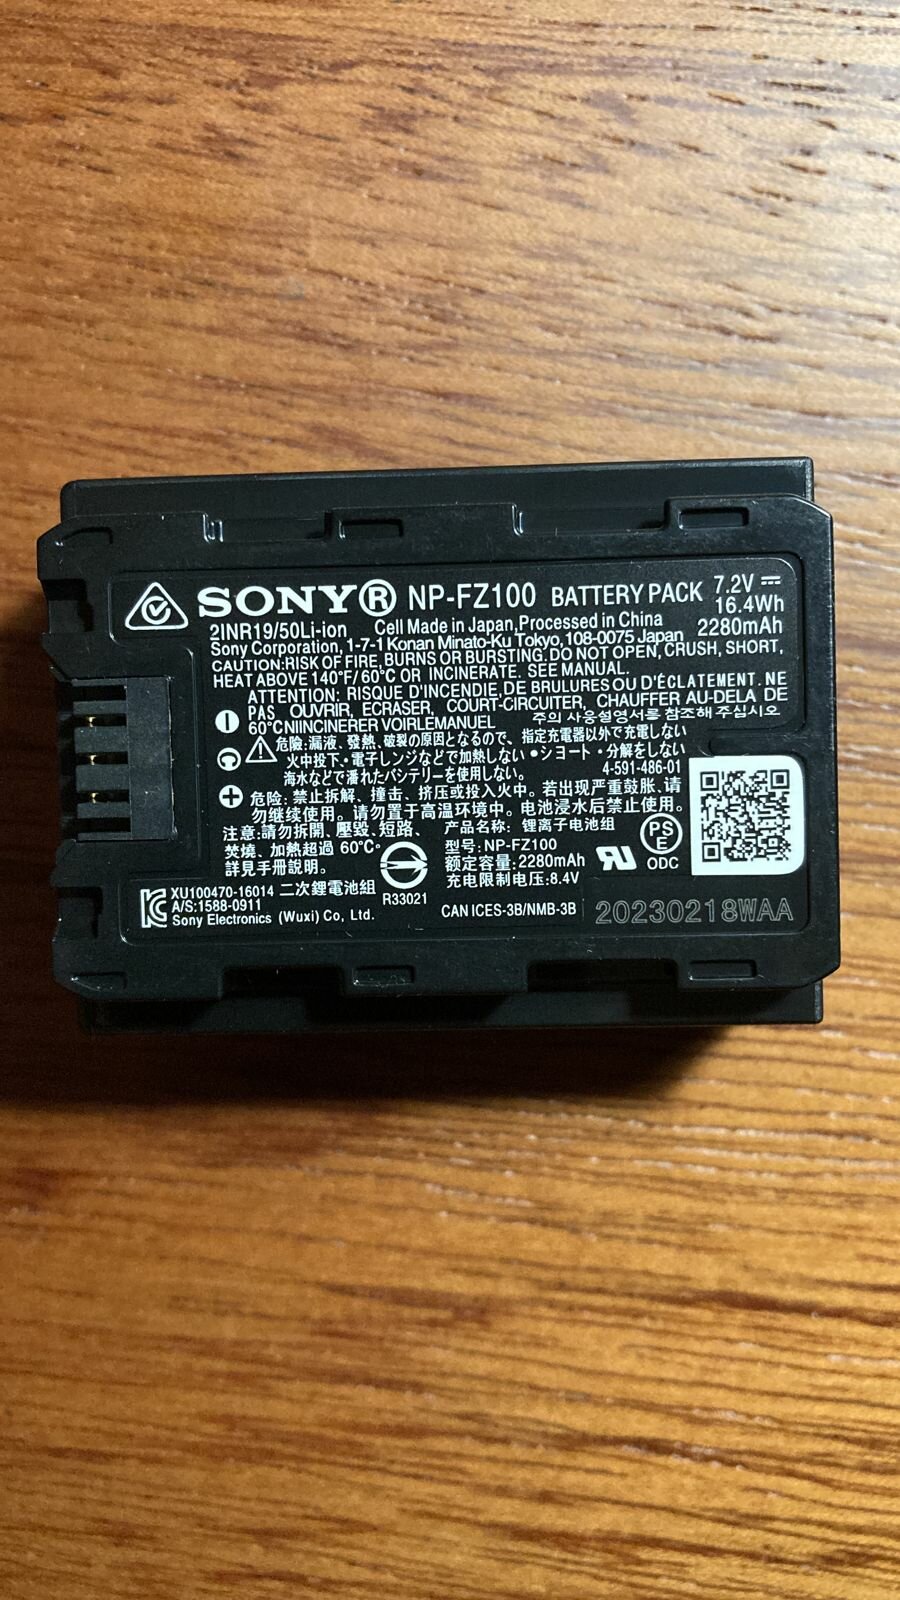 SONY® NP-FZ100 BATTERY PACK 7.2V
16.4Wh
2280mAh
2INR19/50Li-ion Cell Made in Japan,Processed in China
Sony Corporation, 1-7-1 Konan Minato-Ku Tokyo,108-0075 Japan
CAUTION:RISK OF FIRE, BURNS OR BURSTING.DO NOT OPEN, CRUSH, SHORT,
HEAT ABOVE 140°F/60°C OR INCINERATE. SEE MANUAL.
ATTENTION: RISQUE D'INCENDIE,DE BRULURES OU D'ÉCLATEMENT. NE
PAS OUVRIR, ECRASER, COURT-CIRCUITER, CHAUFFER AU-DELA DE
60°CNIINCINERER VOIRLEMANUEL 주의 사용설명서를 참조해 주십시오
危險:漏液、發熱、破裂の原因となるので、指定充電器以外で充電しない
火中投下・電子レンジなどで加熱しない •ショート・分解をしない
海水などで濡れたバッテリーを使用しない。 4-591-486-01
危险: 禁止拆解、撞击、挤压或投入火中。若出现严重鼓胀、请
勿继续使用。请勿置于高温环境中。电池浸水后禁止使用。
注意:請勿拆開、壓毀、短路、
焚燒、加熱超過 60°C。
詳見手冊説明。
产品名称: 锂离子电池组
型号:NP-FZ100
额定容量:2280mAh
充电限制电压:8.4V
PS
E
ODC
R33021
XU100470-16014 二次鋰電池組
A/S:1588-0911
Sony Electronics (Wuxi) Co., Ltd.
CAN ICES-3B/NMB-3B
20230218WAA